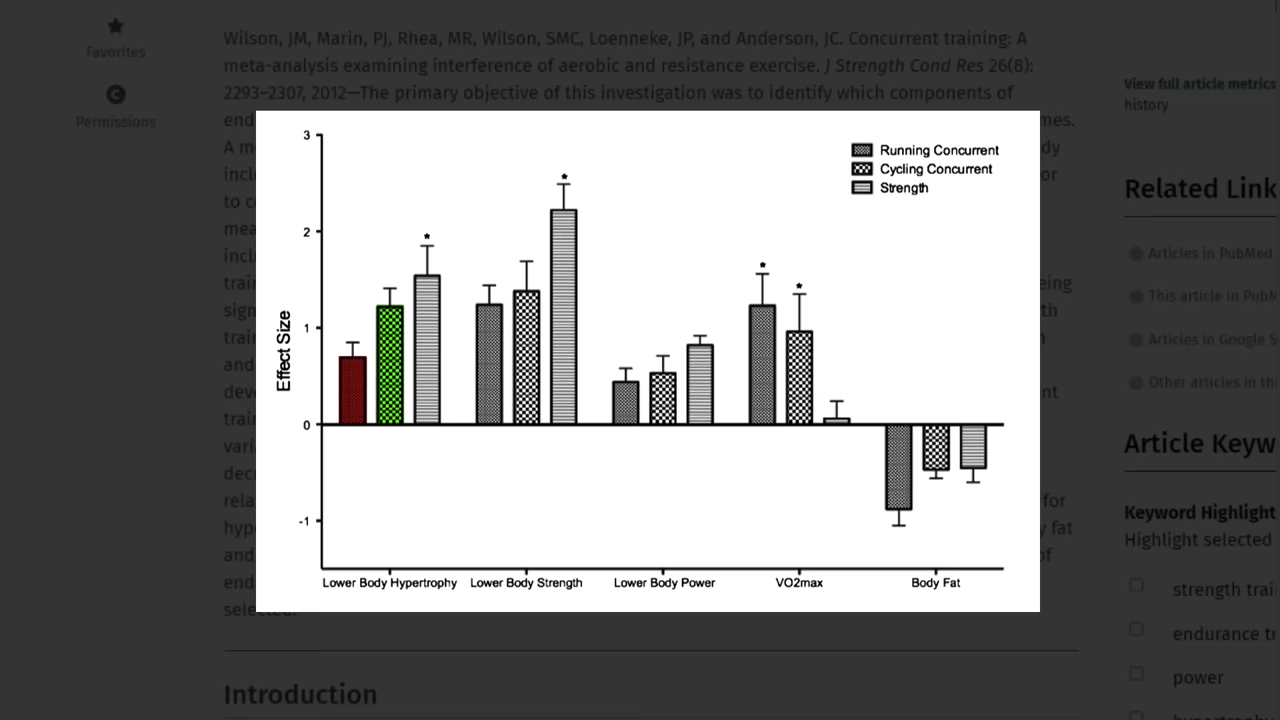 Favorites
Permissions
Wilson, JM, Marin, PJ, Rhea, MR, Wilson, SMC, Loenneke, JP, and Anderson, JC. Concurrent training: A
meta-analysis examining interference of aerobic and resistance exercise. J Strength Cond Res 26(8):
2293–2307, 2012—The primary objective of this investigation was to identify which components of
View full article metrics
history
Related Link
Articles in PubMed
This article in PubM
Articles in Google S
Other articles in thi
Article Keyw
Keyword Highlight
Highlight selected
strength trai
endurance tr
power
3
2
1
0
-1
Effect Size
Running Concurrent
Cycling Concurrent
Strength
*
*
*
*
Lower Body Hypertrophy
Lower Body Strength
Lower Body Power
VO2max
Body Fat
selected.
Introduction